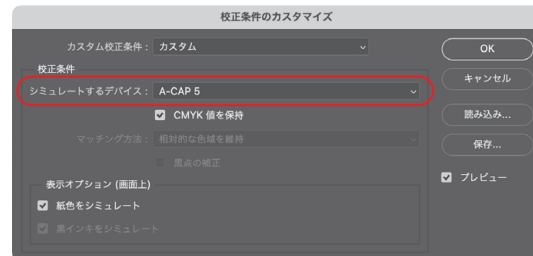 校正条件のカスタマイズ
カスタム校正条件： カスタム
OK
校正条件
キャンセル
シミュレートするデバイス： A-CAP 5
CMYK 値を保持
読み込み...
マッチング方法： 相対的な色域を維持
保存...
黒点の補正
プレビュー
表示オプション (画面上)
紙色をシミュレート
黒インキをシミュレート